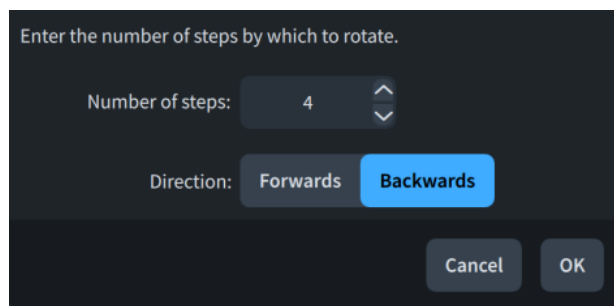 Enter the number of steps by which to rotate.
Number of steps: 4
Direction: Forwards Backwards
Cancel OK